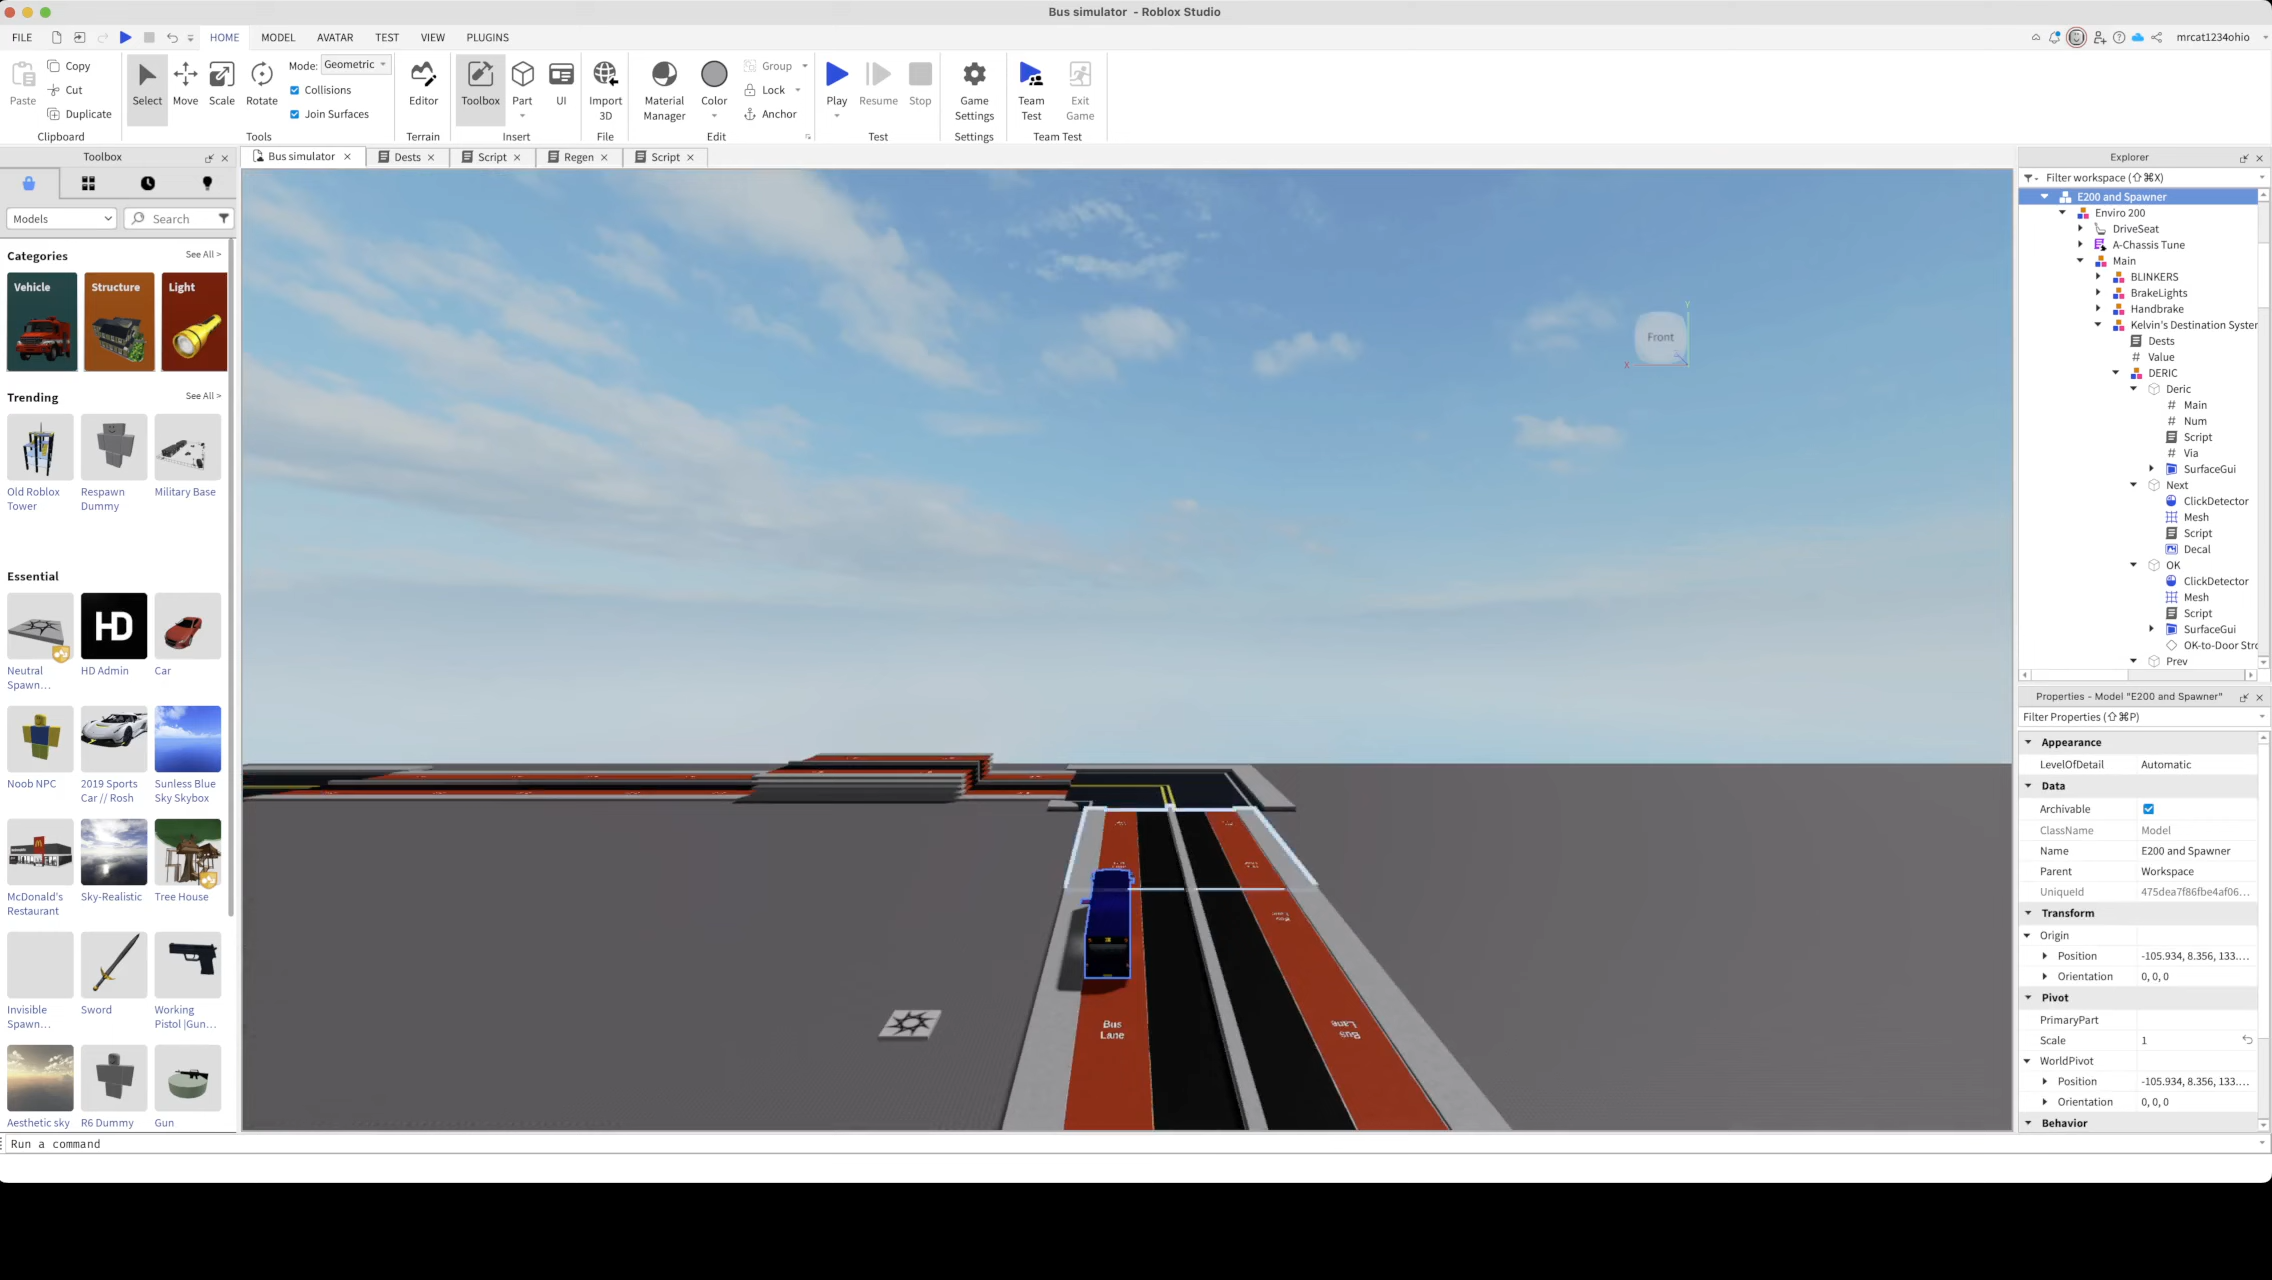 Bus simulator - Roblox Studio
FILE HOME MODEL AVATAR TEST VIEW PLUGINS mrcat1234ohio
Paste Copy Cut Duplicate Clipboard
Select Move Scale Rotate Mode: Geometric Collisions Join Surfaces Tools
Editor Terrain
Toolbox Part UI Insert
Import 3D File
Material Manager Color Group Lock Anchor Edit
Play Resume Stop Test
Game Settings Settings
Team Test Exit Game Team Test
Toolbox
Bus simulator Dests Script Regen Script
Models Search
Categories See All >
Vehicle Structure Light
Trending See All >
Old Roblox Tower
Respawn Dummy
Military Base
Essential
HD
Neutral Spawn...
HD Admin
Car
Noob NPC
2019 Sports Car // Rosh
Sunless Blue Sky Skybox
McDonald's Restaurant
Sky-Realistic
Tree House
Invisible Spawn...
Sword
Working Pistol |Gun...
Aesthetic sky
R6 Dummy
Gun
Front
X
Y
Bus Lane
Bus Lane
Explorer
Filter workspace (⇧⌘X)
E200 and Spawner
Enviro 200
DriveSeat
A-Chassis Tune
Main
BLINKERS
BrakeLights
Handbrake
Kelvin's Destination Syster
Dests
# Value
DERIC
Deric
# Main
# Num
Script
# Via
SurfaceGui
Next
ClickDetector
Mesh
Script
Decal
OK
ClickDetector
Mesh
Script
SurfaceGui
OK-to-Door Stro
Prev
Properties - Model "E200 and Spawner"
Filter Properties (⇧⌘P)
Appearance
LevelOfDetail Automatic
Data
Archivable
ClassName Model
Name E200 and Spawner
Parent Workspace
UniqueId 475dea7f86fbe4af06...
Transform
Origin
Position -105.934, 8.356, 133....
Orientation 0, 0, 0
Pivot
PrimaryPart
Scale 1
WorldPivot
Position -105.934, 8.356, 133....
Orientation 0, 0, 0
Behavior
Run a command